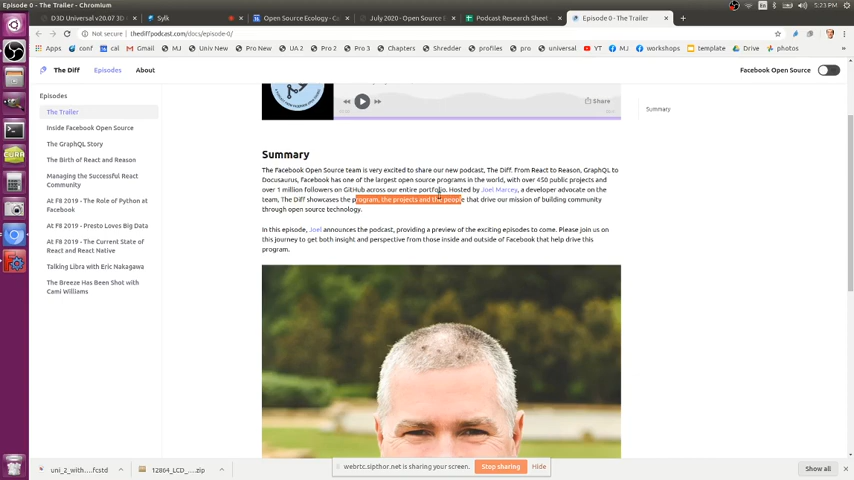 Episode 0 - The Trailer - Chromium
En
5:23 PM
D3D Universal v20.07 3D
Sylk
Open Source Ecology - C
July 2020 - Open Source E
Podcast Research Sheet
Episode 0 - The Trailer
Not secure
thediffpodcast.com/docs/episode-0/
Apps
conf
cal
Gmail
MJ
Univ New
Pro New
UA 2
Pro 2
Pro 3
Chapters
Shredder
profiles
pro
universal
YT
MJ
workshops
template
Drive
photos
The Diff
Episodes
About
Facebook Open Source
Episodes
The Trailer
Inside Facebook Open Source
The GraphQL Story
The Birth of React and Reason
Managing the Successful React
Community
At F8 2019 - The Role of Python at
Facebook
At F8 2019 - Presto Loves Big Data
At F8 2019 - The Current State of
React and React Native
Talking Libra with Eric Nakagawa
The Breeze Has Been Shot with
Cami Williams
Share
Summary
Summary
The Facebook Open Source team is very excited to share our new podcast, The Diff. From React to Reason, GraphQL to
Docusaurus, Facebook has one of the largest open source programs in the world, with over 450 public projects and
over 1 million followers on GitHub across our entire portfolio. Hosted by Joel Marcey, a developer advocate on the
team, The Diff showcases the program, the projects and the people that drive our mission of building community
through open source technology.
In this episode, Joel announces the podcast, providing a preview of the exciting episodes to come. Please join us on
this journey to get both insight and perspective from those inside and outside of Facebook that help drive this
program.
CURA
uni_2_with....fcstd
12864_LCD_....zip
webrtc.sipthor.net is sharing your screen.
Stop sharing
Hide
Show all